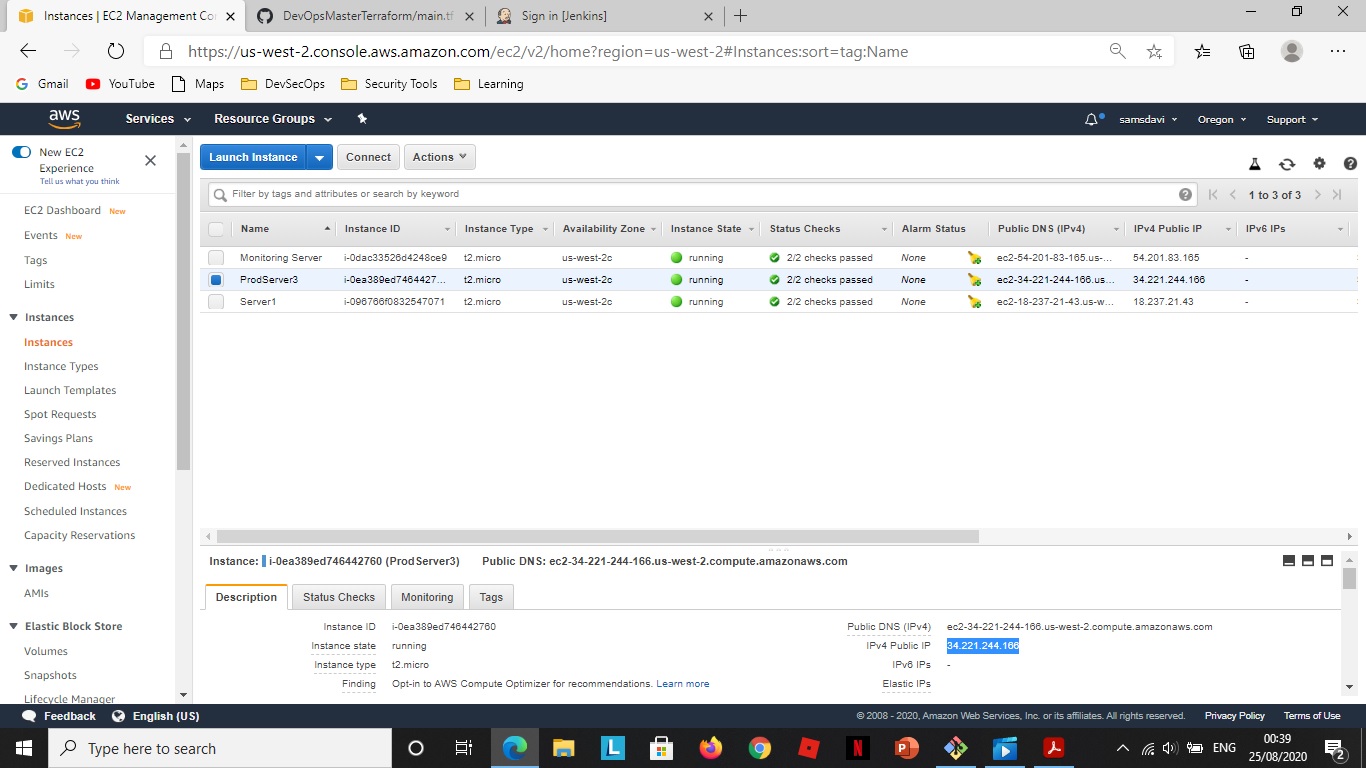 Instances | EC2 Management Co
DevOpsMasterTerraform/main.tf
Sign in [Jenkins]
https://us-west-2.console.aws.amazon.com/ec2/v2/home?region=us-west-2#Instances:sort=tag:Name
Gmail YouTube Maps DevSecOps Security Tools Learning
aws Services Resource Groups samsdavi Oregon Support
New EC2
Experience
Tell us what you think
EC2 Dashboard New
Events New
Tags
Limits
Instances
Instances
Instance Types
Launch Templates
Spot Requests
Savings Plans
Reserved Instances
Dedicated Hosts New
Scheduled Instances
Capacity Reservations
Images
AMIs
Elastic Block Store
Volumes
Snapshots
Lifecycle Manager
Launch Instance Connect Actions
Filter by tags and attributes or search by keyword
1 to 3 of 3
Name Instance ID Instance Type Availability Zone Instance State Status Checks Alarm Status Public DNS (IPv4) IPv4 Public IP IPv6 IPs
Monitoring Server i-0dac33526d4248ce9 t2.micro us-west-2c running 2/2 checks passed None ec2-54-201-83-165.us-... 54.201.83.165 -
ProdServer3 i-0ea389ed7464427... t2.micro us-west-2c running 2/2 checks passed None ec2-34-221-244-166.us... 34.221.244.166 -
Server1 i-096766f0832547071 t2.micro us-west-2c running 2/2 checks passed None ec2-18-237-21-43.us-w... 18.237.21.43 -
Instance: i-0ea389ed746442760 (ProdServer3) Public DNS: ec2-34-221-244-166.us-west-2.compute.amazonaws.com
Description Status Checks Monitoring Tags
Instance ID i-0ea389ed746442760
Instance state running
Instance type t2.micro
Finding Opt-in to AWS Compute Optimizer for recommendations. Learn more
Public DNS (IPv4) ec2-34-221-244-166.us-west-2.compute.amazonaws.com
IPv4 Public IP 34.221.244.166
IPv6 IPs -
Elastic IPs
Feedback English (US)
© 2008 - 2020, Amazon Web Services, Inc. or its affiliates. All rights reserved. Privacy Policy Terms of Use
Type here to search
ENG
00:39
25/08/2020
2